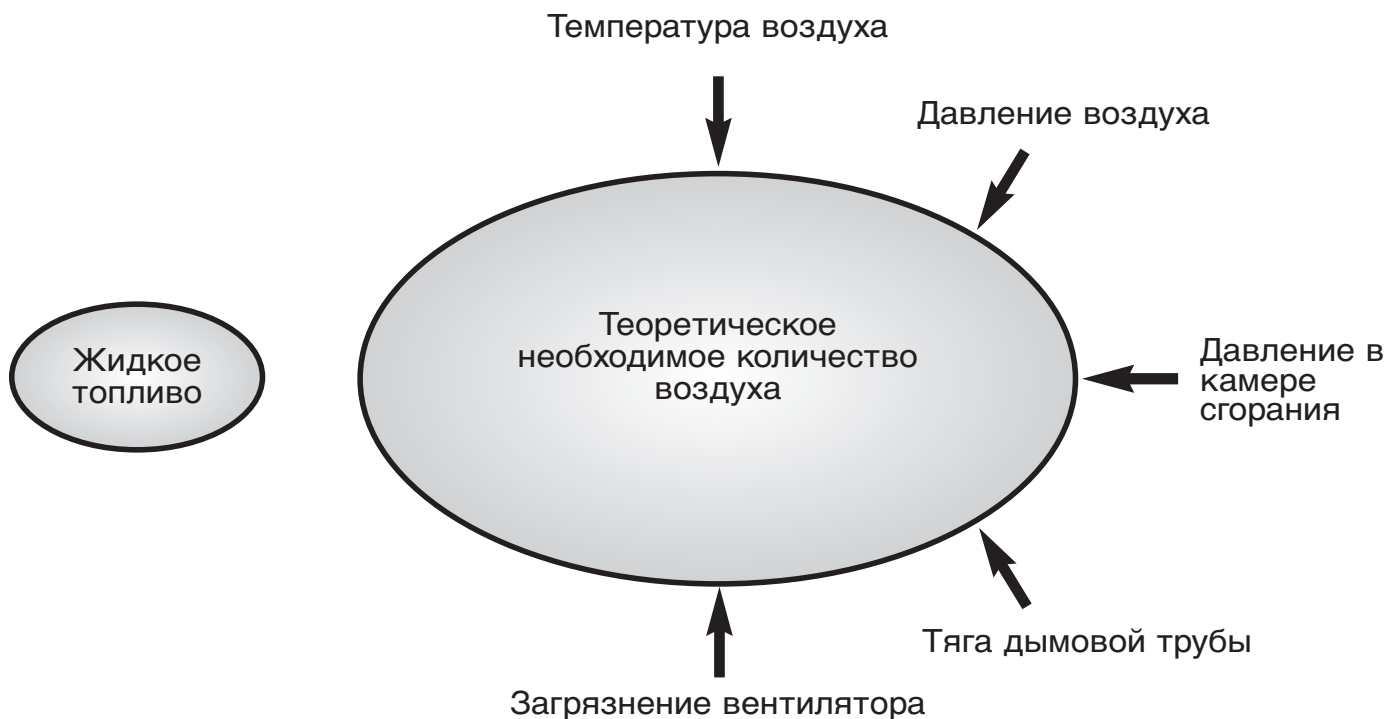 Температура воздуха
Давление воздуха
Теоретическое
необходимое количество
воздуха
Жидкое
топливо
Давление в
камере
сгорания
Тяга дымовой трубы
Загрязнение вентилятора